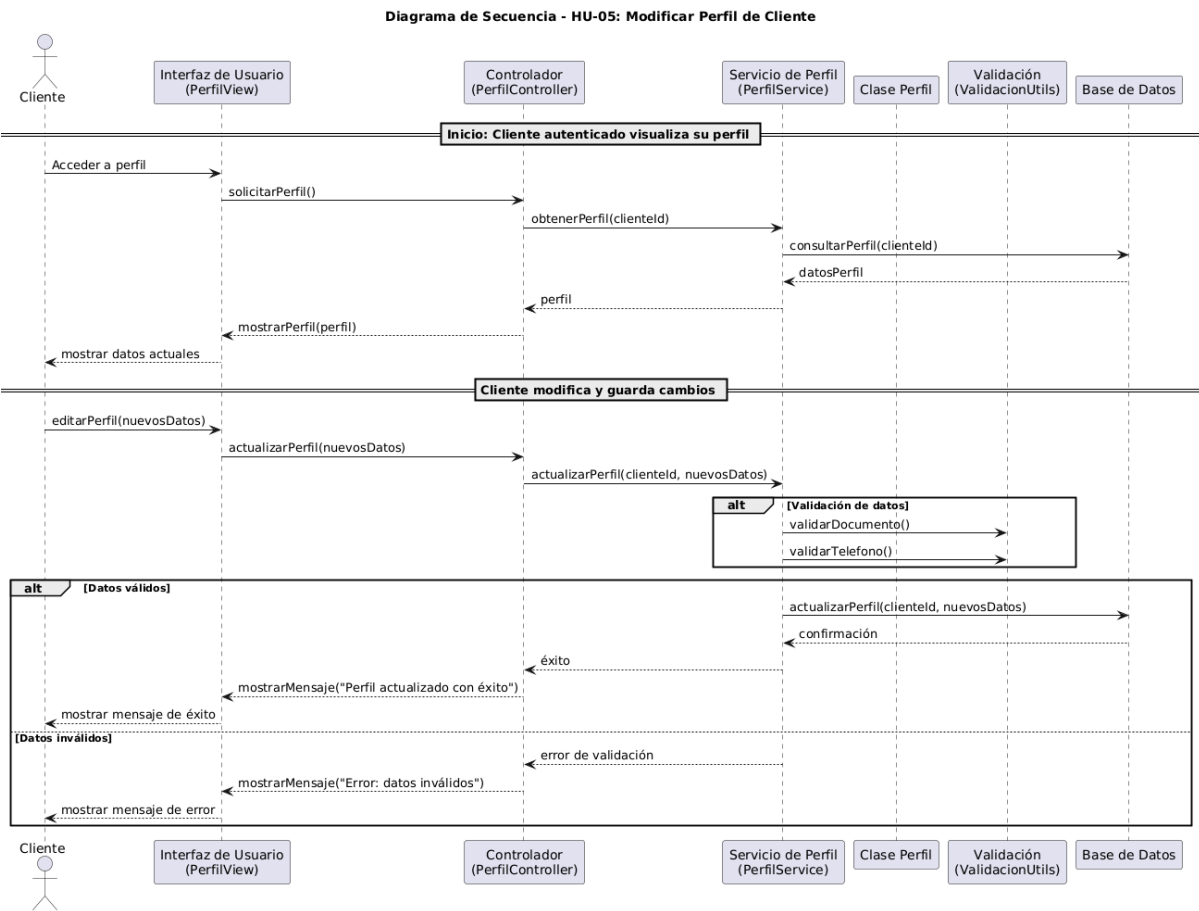 Diagrama de Secuencia - HU-05: Modificar Perfil de Cliente
Cliente
Interfaz de Usuario
(PerfilView)
Controlador
(PerfilController)
Servicio de Perfil
(PerfilService)
Clase Perfil
Validación
(ValidacionUtils)
Base de Datos
Inicio: Cliente autenticado visualiza su perfil
Acceder a perfil
solicitarPerfil()
obtenerPerfil(clienteId)
consultarPerfil(clienteId)
datosPerfil
perfil
mostrarPerfil(perfil)
mostrar datos actuales
Cliente modifica y guarda cambios
editarPerfil(nuevosDatos)
actualizarPerfil(nuevosDatos)
actualizarPerfil(clienteId, nuevosDatos)
alt [Validación de datos]
validarDocumento()
validarTelefono()
alt [Datos válidos]
actualizarPerfil(clienteId, nuevosDatos)
confirmación
éxito
mostrarMensaje("Perfil actualizado con éxito")
mostrar mensaje de éxito
[Datos inválidos]
error de validación
mostrarMensaje("Error: datos inválidos")
mostrar mensaje de error
Cliente
Interfaz de Usuario
(PerfilView)
Controlador
(PerfilController)
Servicio de Perfil
(PerfilService)
Clase Perfil
Validación
(ValidacionUtils)
Base de Datos